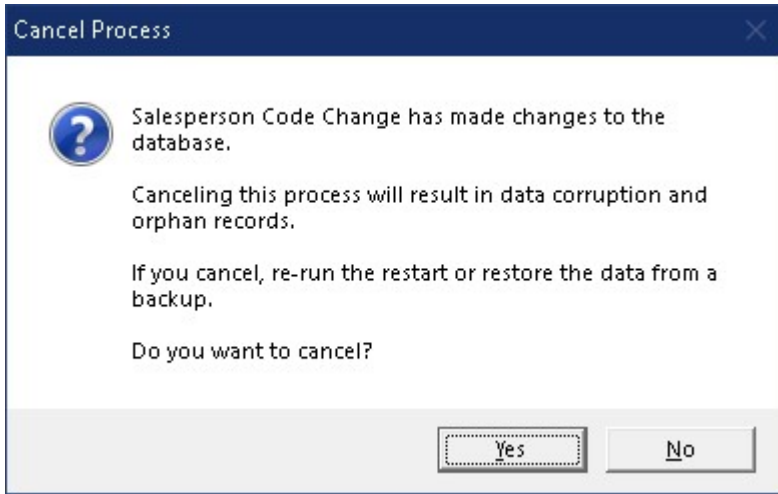 Cancel Process
Salesperson Code Change has made changes to the
database.
Canceling this process will result in data corruption and
orphan records.
If you cancel, re-run the restart or restore the data from a
backup.
Do you want to cancel?
Yes
No